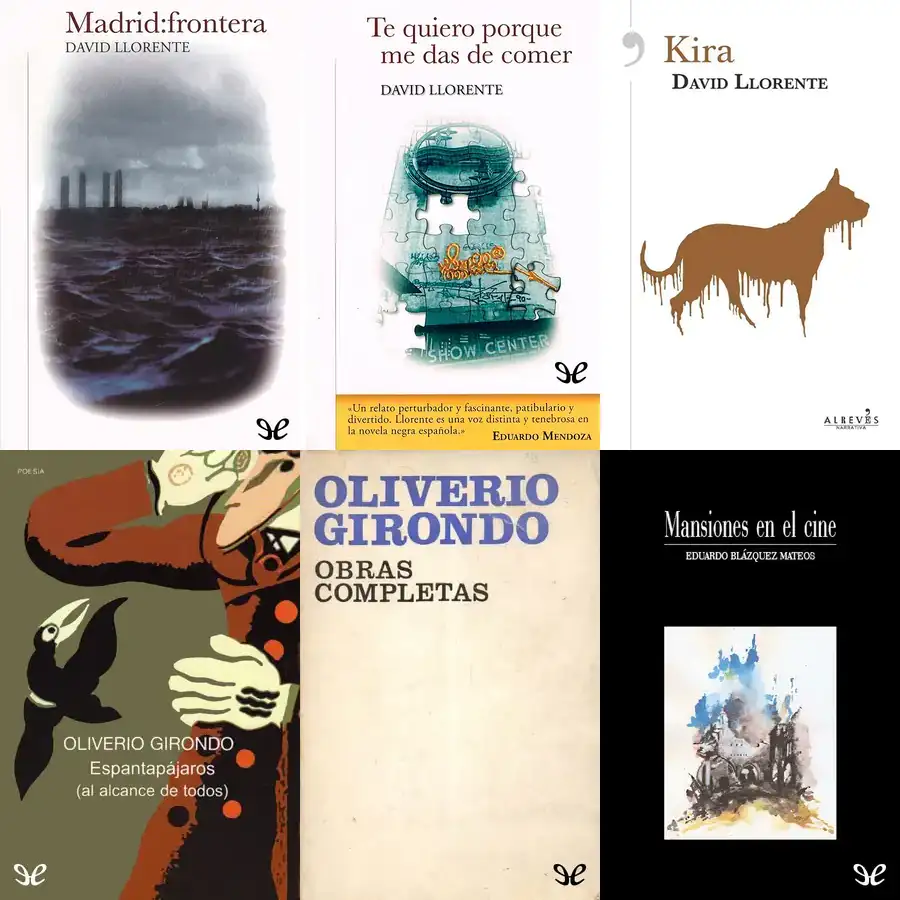 Madrid:frontera
DAVID LLORENTE
Te quiero porque
me das de comer
DAVID LLORENTE
SHOW CENTER
«Un relato perturbador y fascinante, patibulario y
divertido. Llorente es una voz distinta y tenebrosa en
la novela negra española.»
EDUARDO MENDOZA
Kira
DAVID LLORENTE
ALREVÉS
NARRATIVA
POESÍA
OLIVERIO GIRONDO
Espantapájaros
(al alcance de todos)
OLIVERIO
GIRONDO
OBRAS
COMPLETAS
Mansiones en el cine
EDUARDO BLÁZQUEZ MATEOS